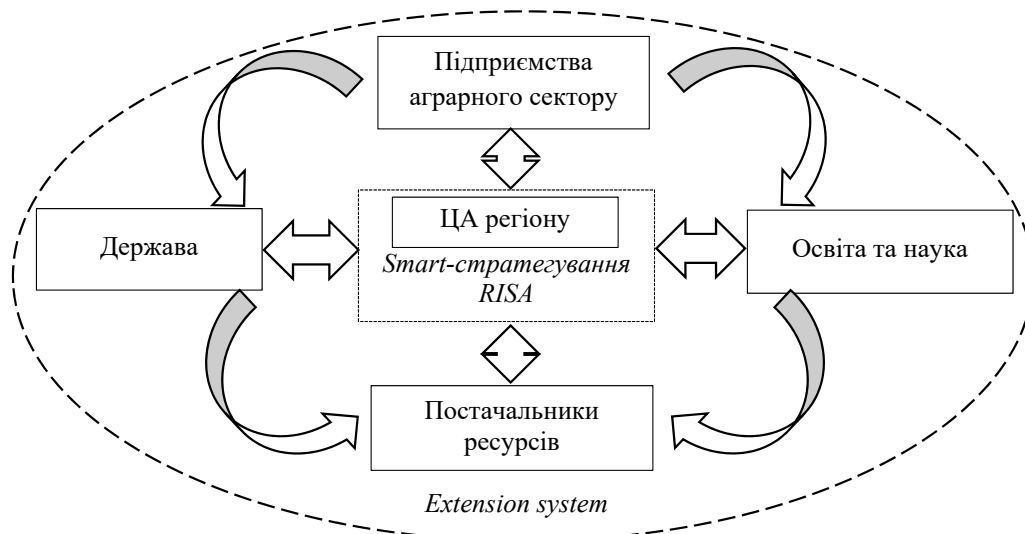 Підприємства
аграрного сектору
ЦА регіону
Держава
Smart-стратегування
RISA
Освіта та наука
Постачальники
ресурсів
Extension system